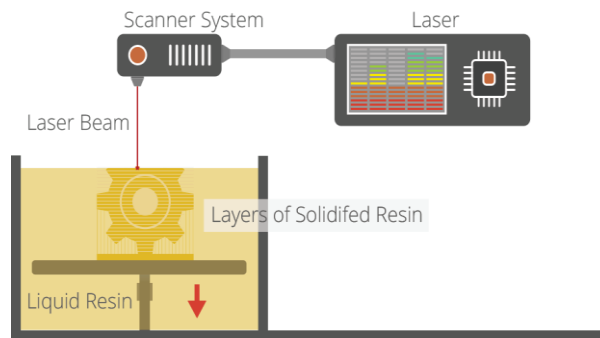 Scanner System
Laser
Laser Beam
Layers of Solidifed Resin
Liquid Resin